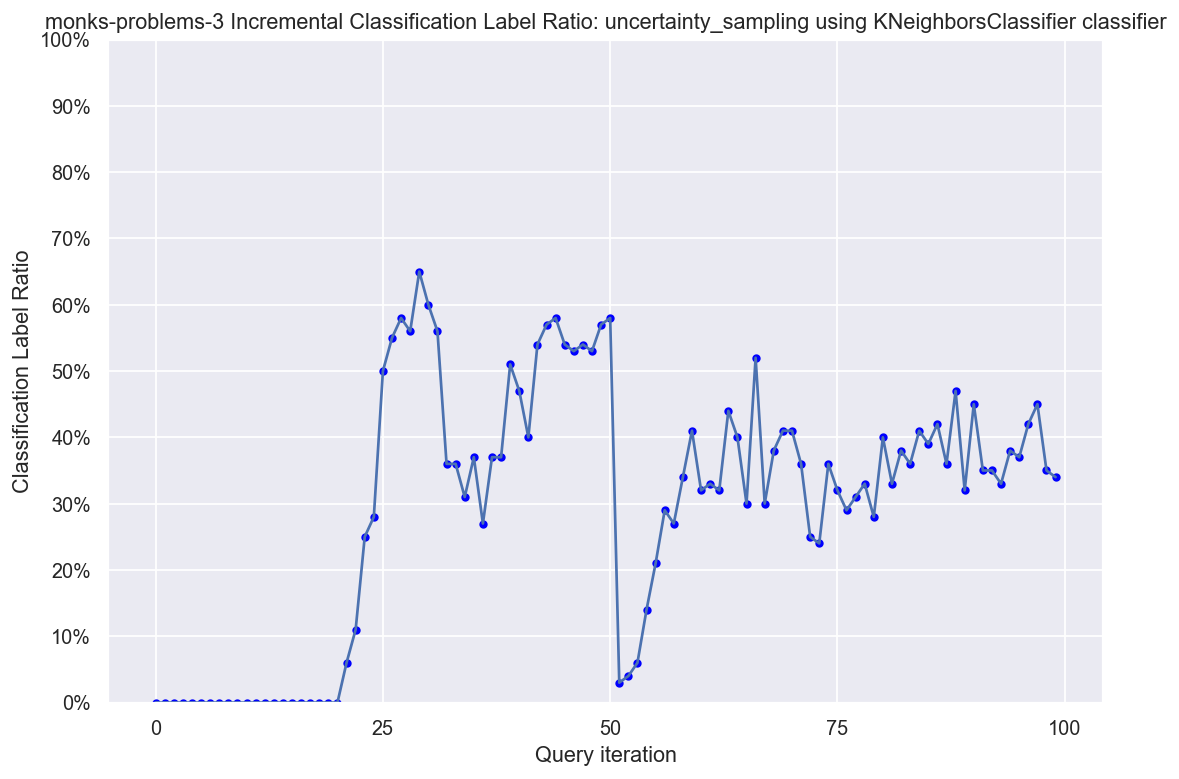 monks-problems-3 Incremental Classification Label Ratio: uncertainty_sampling using KNeighborsClassifier classifier
100%
90%
80%
70%
60%
50%
40%
30%
20%
10%
0%
Classification Label Ratio
0 25 50 75 100
Query iteration